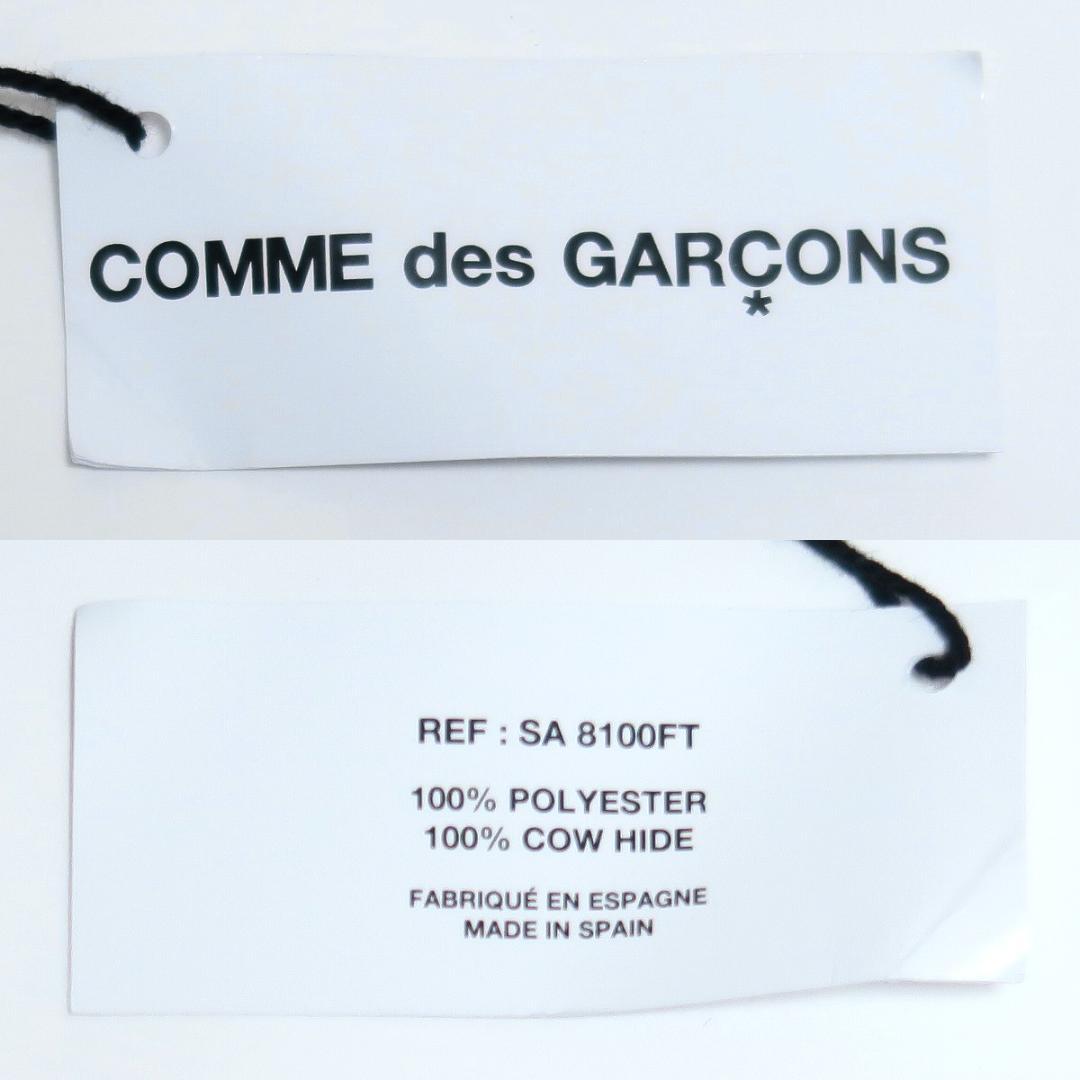 COMME des GARÇONS
*
REF : SA 8100FT
100% POLYESTER
100% COW HIDE
FABRIQUÉ EN ESPAGNE
MADE IN SPAIN